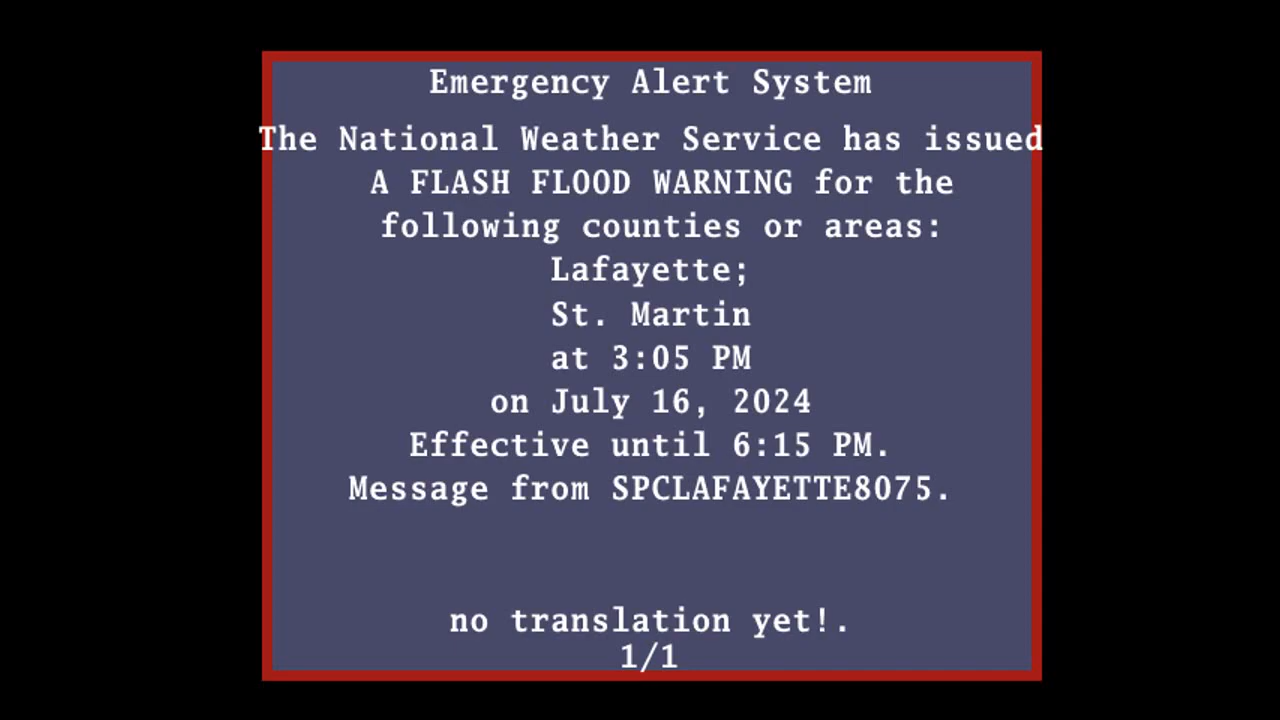 Emergency Alert System
The National Weather Service has issued
A FLASH FLOOD WARNING for the
following counties or areas:
Lafayette;
St. Martin
at 3:05 PM
on July 16, 2024
Effective until 6:15 PM.
Message from SPCLAFAYETTE8075.
no translation yet!.
1/1